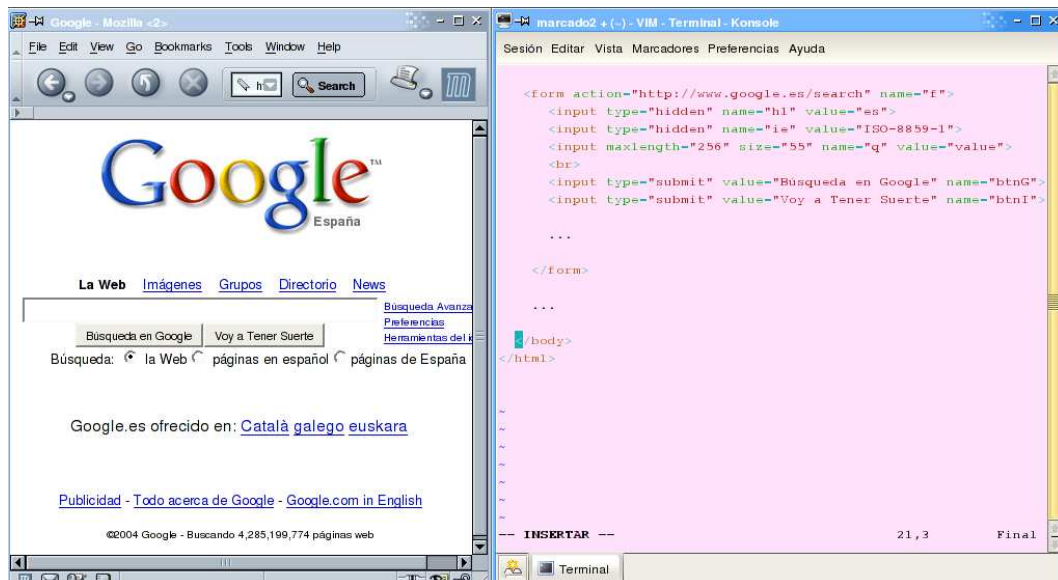 Google - Mozilla <2>
File Edit View Go Bookmarks Tools Window Help
h
Search
m
Google™
España
La Web Imágenes Grupos Directorio News
Búsqueda Avanza
Preferencias
Herramientas del i
Búsqueda en Google Voy a Tener Suerte
Búsqueda: la Web páginas en español páginas de España
Google.es ofrecido en: Català galego euskara
Publicidad - Todo acerca de Google - Google.com in English
©2004 Google - Buscando 4,285,199,774 páginas web
marcado2 + (~) - VIM - Terminal - Konsole
Sesión Editar Vista Marcadores Preferencias Ayuda
<form action="http://www.google.es/search" name="f">
<input type="hidden" name="hl" value="es">
<input type="hidden" name="ie" value="ISO-8859-1">
<input maxlength="256" size="55" name="q" value="value">
<br>
<input type="submit" value="Búsqueda en Google" name="btnG">
<input type="submit" value="Voy a Tener Suerte" name="btnI">
...
</form>
...
</body>
</html>
~
~
~
~
~
~
~
-- INSERTAR -- 21,3 Final
Terminal